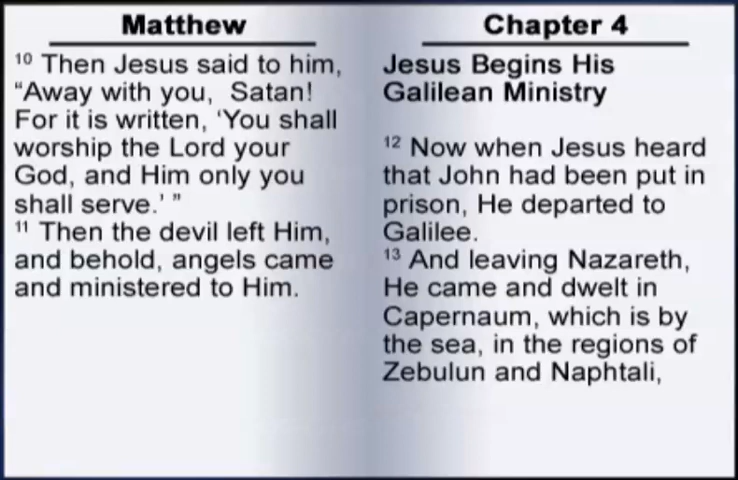 Matthew
10 Then Jesus said to him,
“Away with you, Satan!
For it is written, ‘You shall
worship the Lord your
God, and Him only you
shall serve.’ ”
11 Then the devil left Him,
and behold, angels came
and ministered to Him.
Chapter 4
Jesus Begins His
Galilean Ministry
12 Now when Jesus heard
that John had been put in
prison, He departed to
Galilee.
13 And leaving Nazareth,
He came and dwelt in
Capernaum, which is by
the sea, in the regions of
Zebulun and Naphtali,